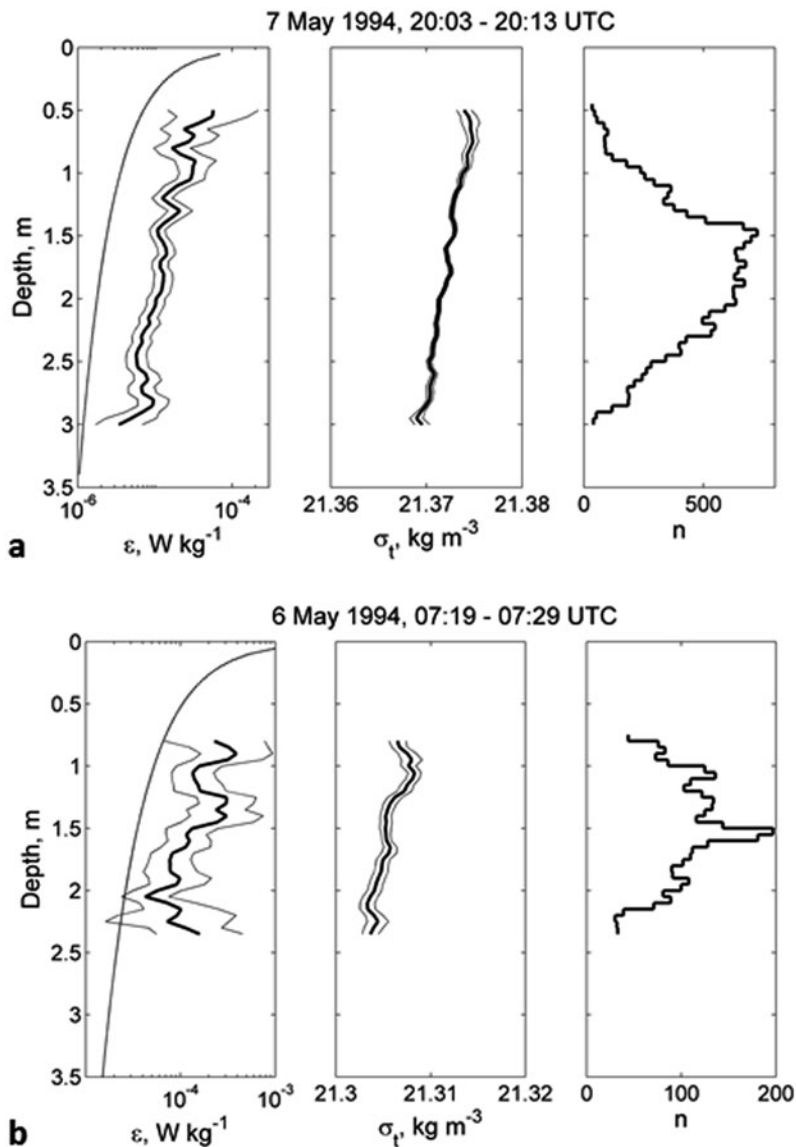 7 May 1994, 20:03 - 20:13 UTC
0
0.5
1
1.5
2
2.5
3
3.5
Depth, m
10⁻⁶ 10⁻⁴
21.36 21.37 21.38
0 500
ε, W kg⁻¹
σₜ, kg m⁻³
n
a
6 May 1994, 07:19 - 07:29 UTC
0
0.5
1
1.5
2
2.5
3
3.5
Depth, m
10⁻⁴ 10⁻³
21.3 21.31 21.32
0 100 200
ε, W kg⁻¹
σₜ, kg m⁻³
n
b